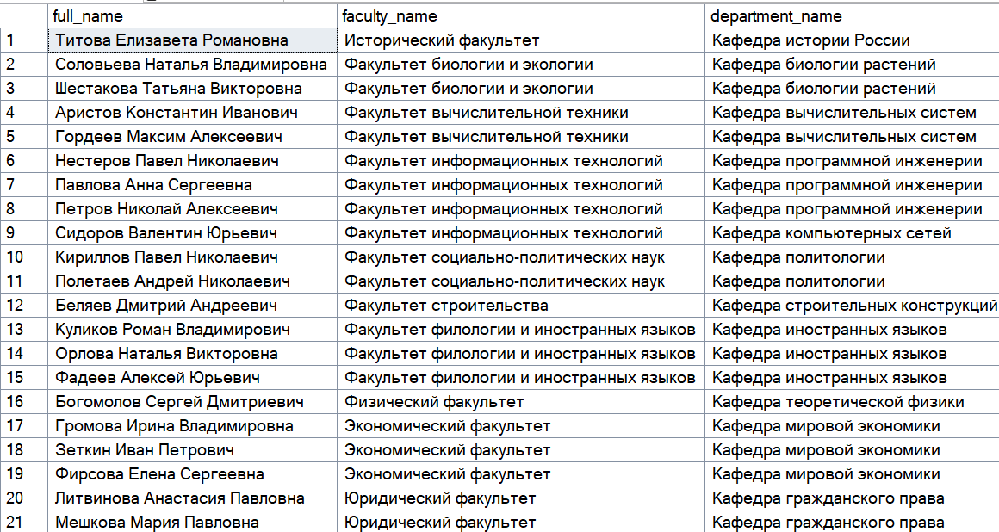 full_name faculty_name department_name
1 Титова Елизавета Романовна Исторический факультет Кафедра истории России
2 Соловьева Наталья Владимировна Факультет биологии и экологии Кафедра биологии растений
3 Шестакова Татьяна Викторовна Факультет биологии и экологии Кафедра биологии растений
4 Аристов Константин Иванович Факультет вычислительной техники Кафедра вычислительных систем
5 Гордеев Максим Алексеевич Факультет вычислительной техники Кафедра вычислительных систем
6 Нестеров Павел Николаевич Факультет информационных технологий Кафедра программной инженерии
7 Павлова Анна Сергеевна Факультет информационных технологий Кафедра программной инженерии
8 Петров Николай Алексеевич Факультет информационных технологий Кафедра программной инженерии
9 Сидоров Валентин Юрьевич Факультет информационных технологий Кафедра компьютерных сетей
10 Кириллов Павел Николаевич Факультет социально-политических наук Кафедра политологии
11 Полетаев Андрей Николаевич Факультет социально-политических наук Кафедра политологии
12 Беляев Дмитрий Андреевич Факультет строительства Кафедра строительных конструкций
13 Куликов Роман Владимирович Факультет филологии и иностранных языков Кафедра иностранных языков
14 Орлова Наталья Викторовна Факультет филологии и иностранных языков Кафедра иностранных языков
15 Фадеев Алексей Юрьевич Факультет филологии и иностранных языков Кафедра иностранных языков
16 Богомолов Сергей Дмитриевич Физический факультет Кафедра теоретической физики
17 Громова Ирина Владимировна Экономический факультет Кафедра мировой экономики
18 Зеткин Иван Петрович Экономический факультет Кафедра мировой экономики
19 Фирсова Елена Сергеевна Экономический факультет Кафедра мировой экономики
20 Литвинова Анастасия Павловна Юридический факультет Кафедра гражданского права
21 Мешкова Мария Павловна Юридический факультет Кафедра гражданского права